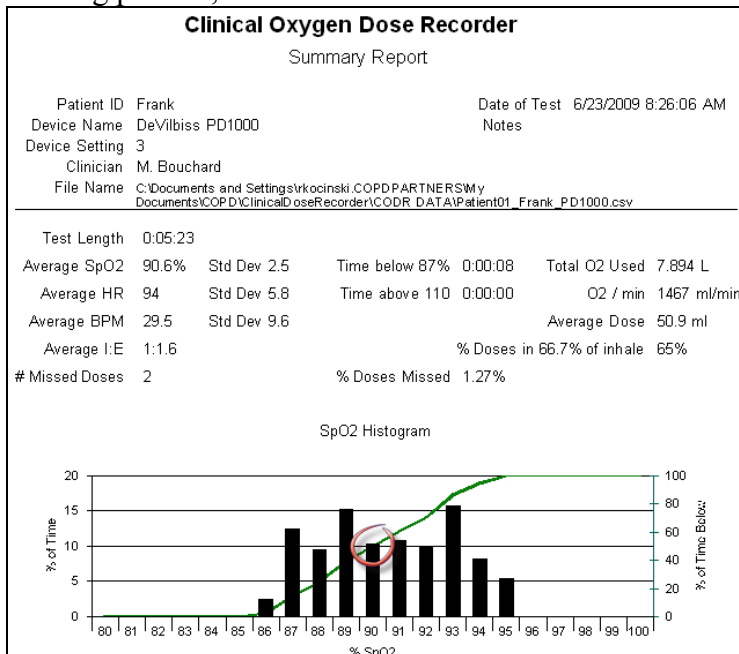 Clinical Oxygen Dose Recorder
Summary Report
Patient ID Frank Date of Test 6/23/2009 8:26:06 AM
Device Name DeVilbiss PD1000 Notes
Device Setting 3
Clinician M. Bouchard
File Name C:\Documents and Settings\rkocinski.COPDPARTNERS\My
Documents\COPD\ClinicalDoseRecorder\CODR DATA\Patient01_Frank_PD1000.csv
Test Length 0:05:23
Average SpO2 90.6% Std Dev 2.5 Time below 87% 0:00:08 Total O2 Used 7.894 L
Average HR 94 Std Dev 5.8 Time above 110 0:00:00 O2 / min 1467 ml/min
Average BPM 29.5 Std Dev 9.6 Average Dose 50.9 ml
Average I:E 1:1.6 % Doses in 66.7% of inhale 65%
# Missed Doses 2 % Doses Missed 1.27%
SpO2 Histogram
20 100
80
15
60
10
40
5
20
0 0
% of Time
% of Time Below
80 81 82 83 84 85 86 87 88 89 90 91 92 93 94 95 96 97 98 99 100
% SpO2